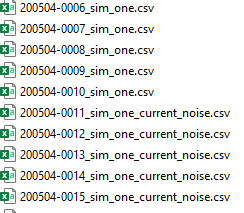 200504-0006_sim_one.csv
200504-0007_sim_one.csv
200504-0008_sim_one.csv
200504-0009_sim_one.csv
200504-0010_sim_one.csv
200504-0011_sim_one_current_noise.csv
200504-0012_sim_one_current_noise.csv
200504-0013_sim_one_current_noise.csv
200504-0014_sim_one_current_noise.csv
200504-0015_sim_one_current_noise.csv